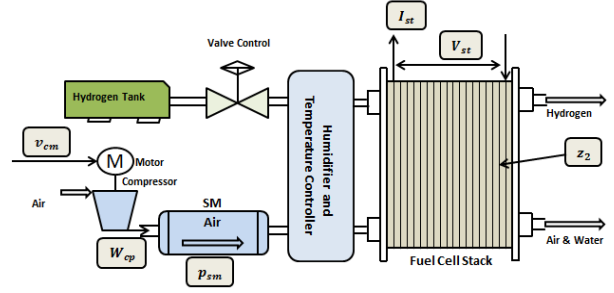 I_st
V_st
Valve Control
Hydrogen Tank
Humidifier and
Temperature Controller
Hydrogen
v_cm
M
Motor
Compressor
z_2
Air
SM
Air
W_cp
p_sm
Air & Water
Fuel Cell Stack